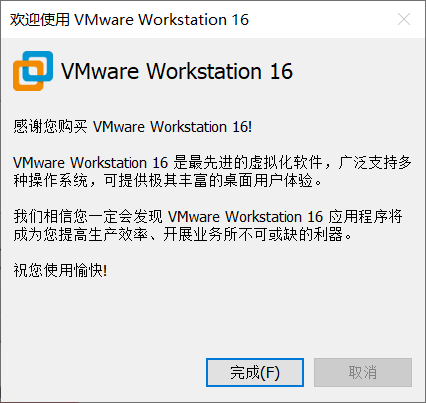 欢迎使用 VMware Workstation 16
VMware Workstation 16
感谢您购买 VMware Workstation 16!
VMware Workstation 16 是最先进的虚拟化软件，广泛支持多
种操作系统，可提供极其丰富的桌面用户体验。
我们相信您一定会发现 VMware Workstation 16 应用程序将
成为您提高生产效率、开展业务所不可或缺的利器。
祝您使用愉快!
完成(F)
取消